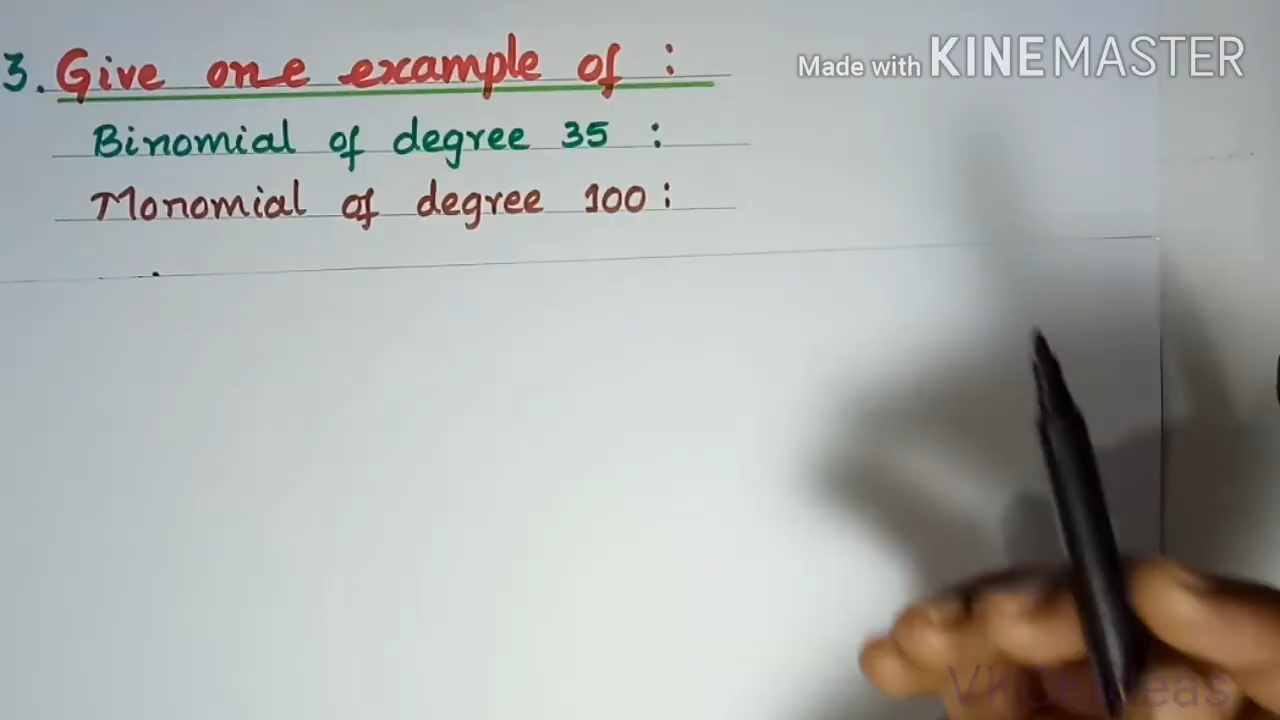 3. Give one example of :
Made with KINEMASTER
Binomial of degree 35 :
Monomial of degree 100 :